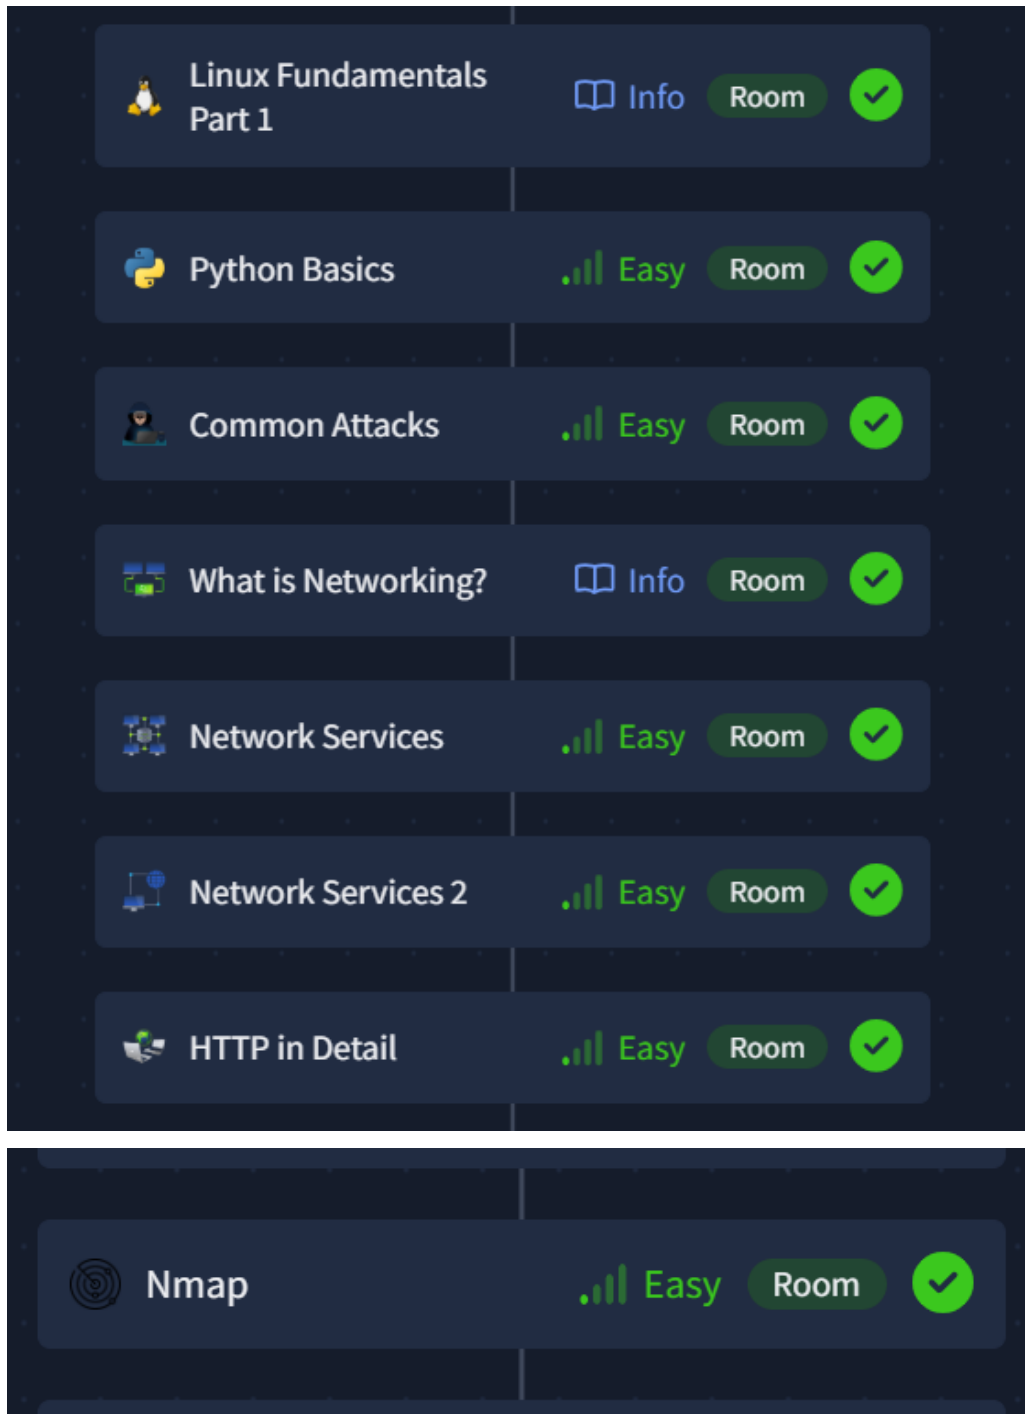 Linux Fundamentals
Part 1
Info
Room
Python Basics
Easy
Room
Common Attacks
Easy
Room
What is Networking?
Info
Room
Network Services
Easy
Room
Network Services 2
Easy
Room
HTTP in Detail
Easy
Room
Nmap
Easy
Room